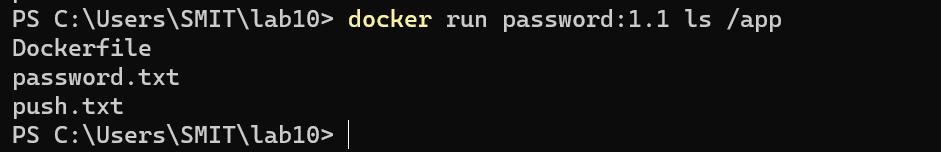 PS C:\Users\SMIT\lab10> docker run password:1.1 ls /app
Dockerfile
password.txt
push.txt
PS C:\Users\SMIT\lab10>